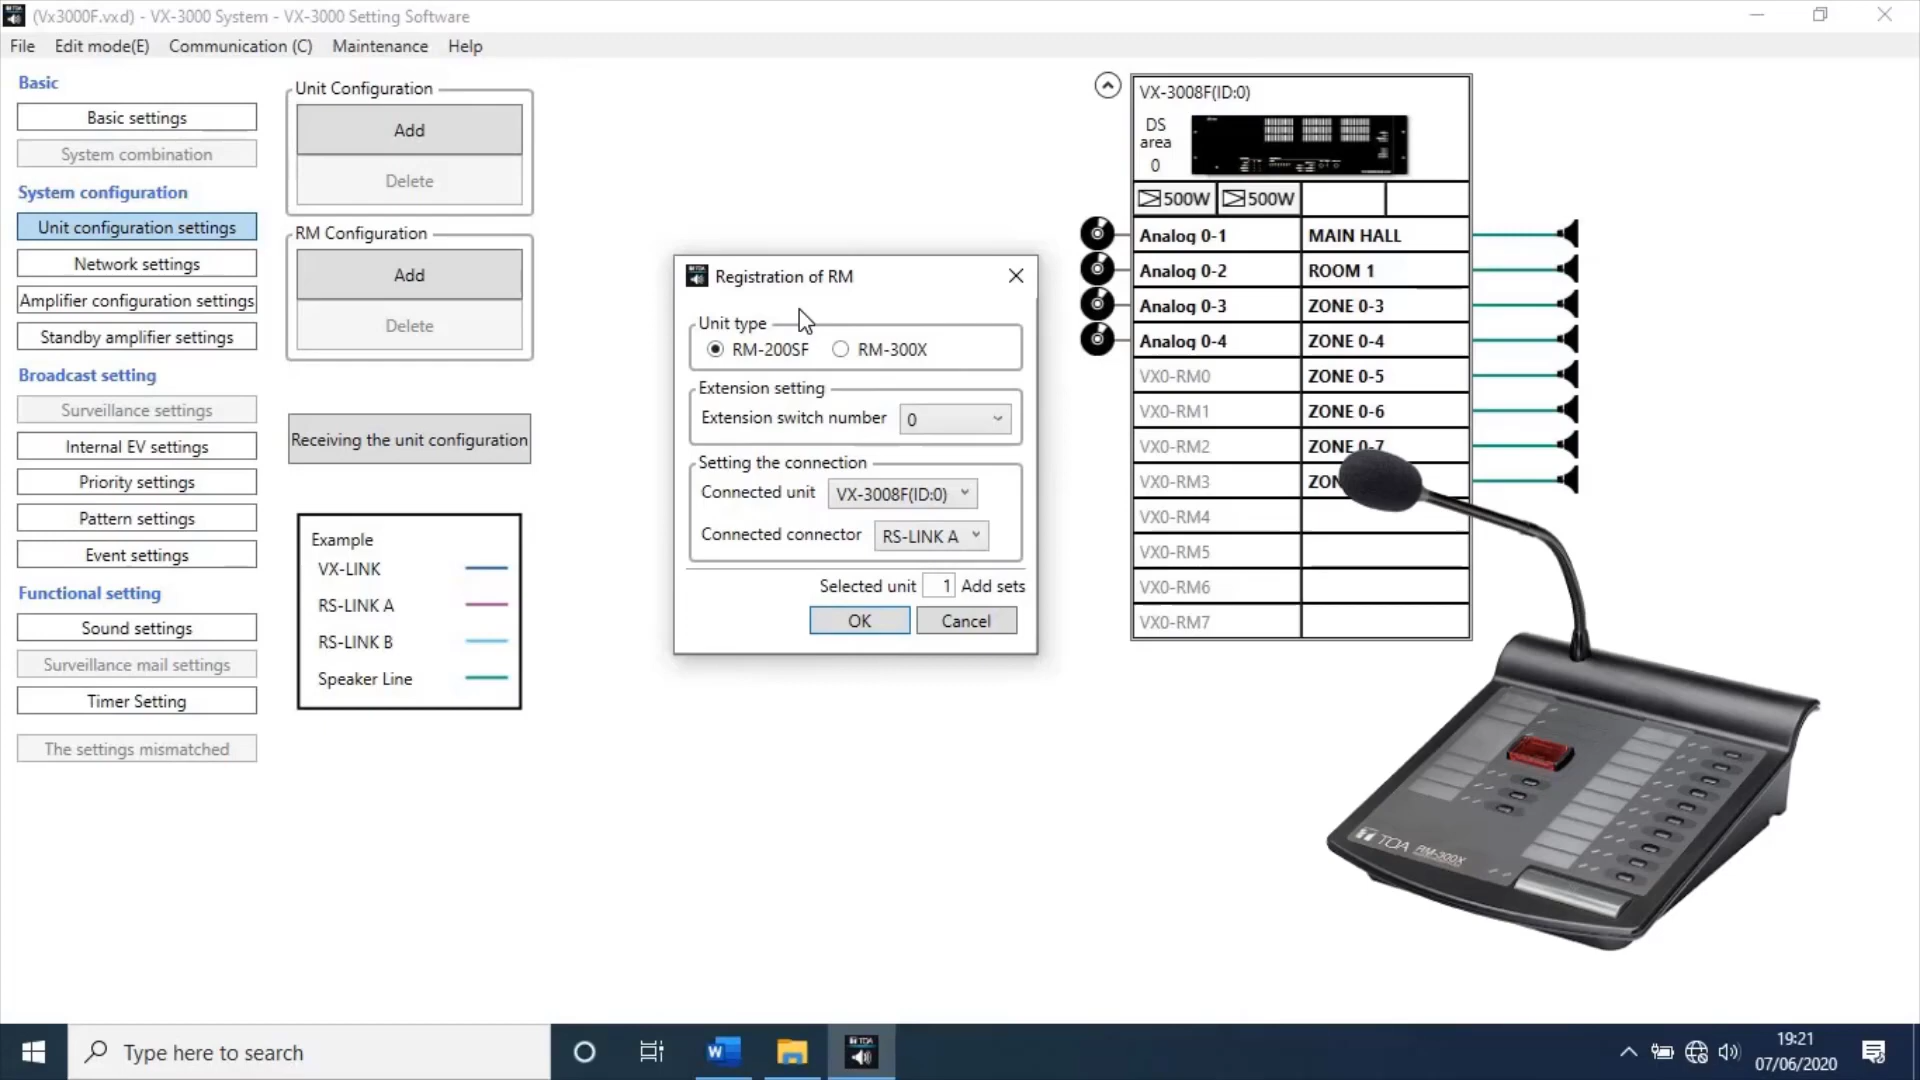 (Vx3000F.vxd) - VX-3000 System - VX-3000 Setting Software
File Edit mode(E) Communication (C) Maintenance Help
Basic
Basic settings
System combination
System configuration
Unit configuration settings
Network settings
Amplifier configuration settings
Standby amplifier settings
Broadcast setting
Surveillance settings
Internal EV settings
Priority settings
Pattern settings
Event settings
Functional setting
Sound settings
Surveillance mail settings
Timer Setting
The settings mismatched
Unit Configuration
Add
Delete
RM Configuration
Add
Delete
Receiving the unit configuration
Example
VX-LINK
RS-LINK A
RS-LINK B
Speaker Line
Registration of RM
Unit type
RM-200SF RM-300X
Extension setting
Extension switch number 0
Setting the connection
Connected unit VX-3008F(ID:0)
Connected connector RS-LINK A
Selected unit 1 Add sets
OK Cancel
VX-3008F(ID:0)
DS
area
0
500W 500W
Analog 0-1 MAIN HALL
Analog 0-2 ROOM 1
Analog 0-3 ZONE 0-3
Analog 0-4 ZONE 0-4
VX0-RM0 ZONE 0-5
VX0-RM1 ZONE 0-6
VX0-RM2 ZONE 0-7
VX0-RM3
VX0-RM4
VX0-RM5
VX0-RM6
VX0-RM7
TOA RM-300X
Type here to search
19:21
07/06/2020